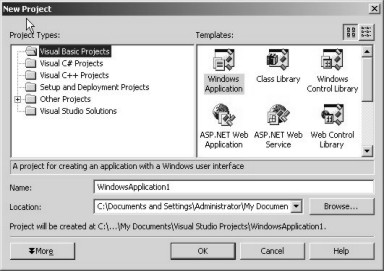 New Project
Project Types:
Templates:
Visual Basic Projects
Visual C# Projects
Visual C++ Projects
Setup and Deployment Projects
Other Projects
Visual Studio Solutions
Windows Application
Class Library
Windows Control Library
ASP.NET Web Application
ASP.NET Web Service
Web Control Library
A project for creating an application with a Windows user interface
Name:
WindowsApplication1
Location:
C:\Documents and Settings\Administrator\My Documen
Browse...
Project will be created at C:\...\My Documents\Visual Studio Projects\WindowsApplication1.
More
OK
Cancel
Help